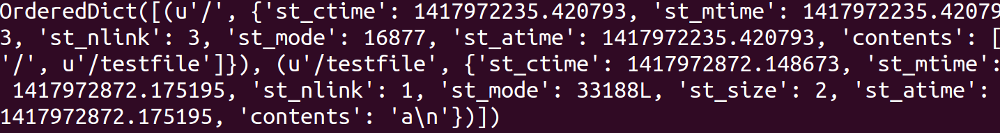 OrderedDict([(u'/', {'st_ctime': 1417972235.420793, 'st_mtime': 1417972235.42079
3, 'st_nlink': 3, 'st_mode': 16877, 'st_atime': 1417972235.420793, 'contents': [
'/', u'/testfile']}), (u'/testfile', {'st_ctime': 1417972872.148673, 'st_mtime':
 1417972872.175195, 'st_nlink': 1, 'st_mode': 33188L, 'st_size': 2, 'st_atime':
1417972872.175195, 'contents': 'a\n'})])